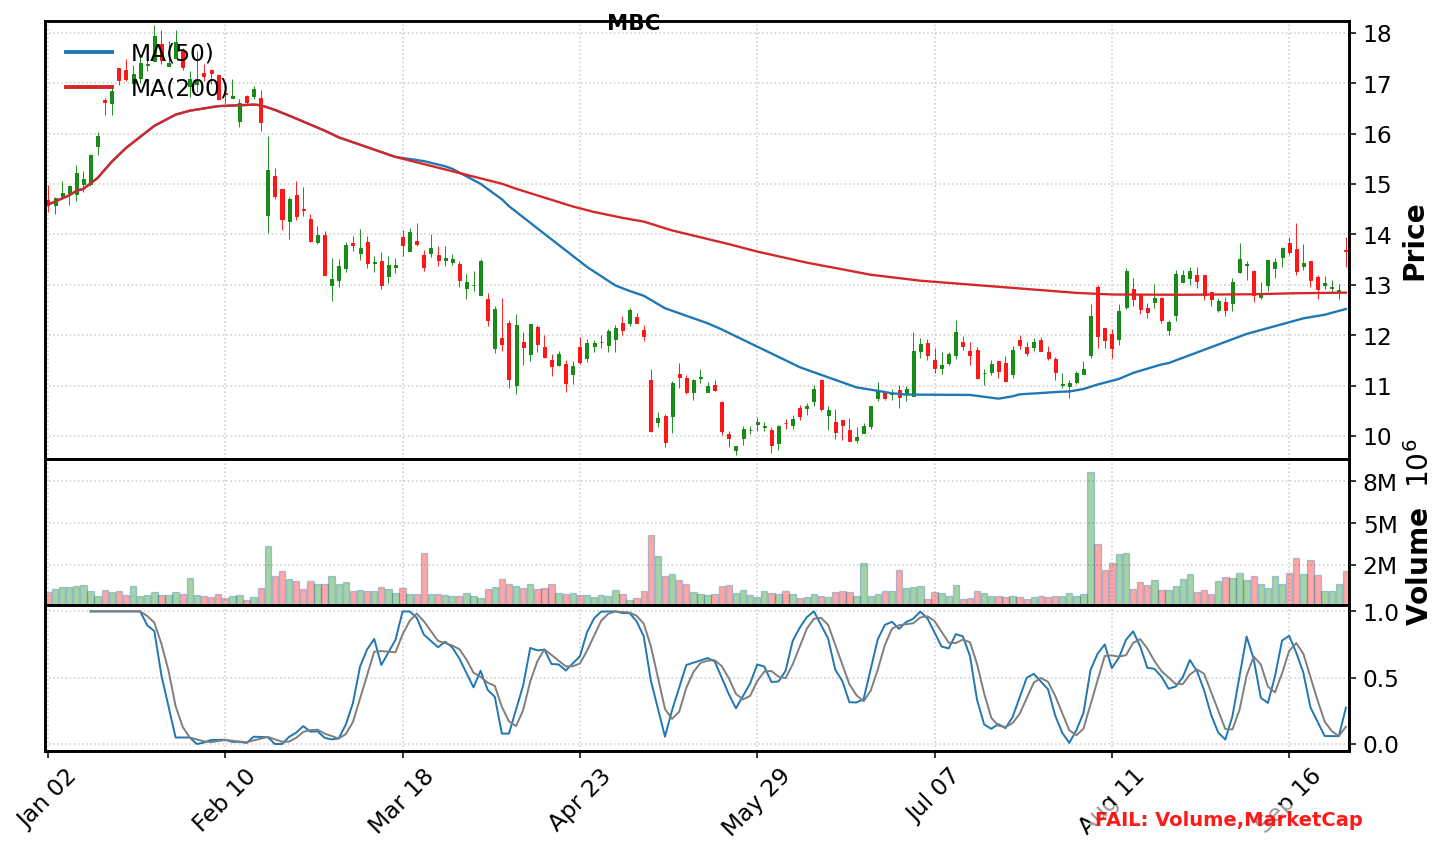 MBC
MA(50)
MA(200)
18
17
16
15
14
13
12
11
10
Price
8M
5M
2M
Volume 10^6
1.0
0.5
0.0
Jan 02
Feb 10
Mar 18
Apr 23
May 29
Jul 07
Aug 11
Sep 16
FAIL: Volume,MarketCap